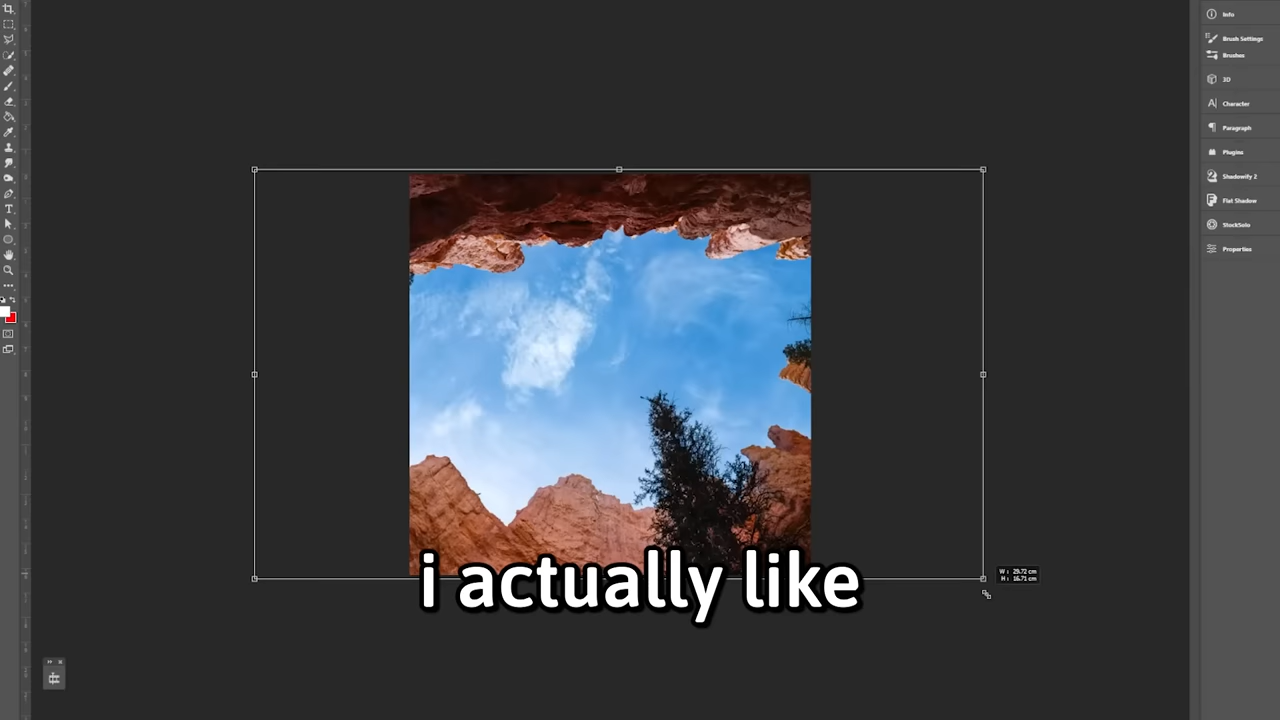 Info
Brush Settings
Brushes
3D
Character
Paragraph
Plugins
Shadowify 2
Flat Shadow
StockSolo
Properties
W : 29.72 cm
H : 16.71 cm
i actually like